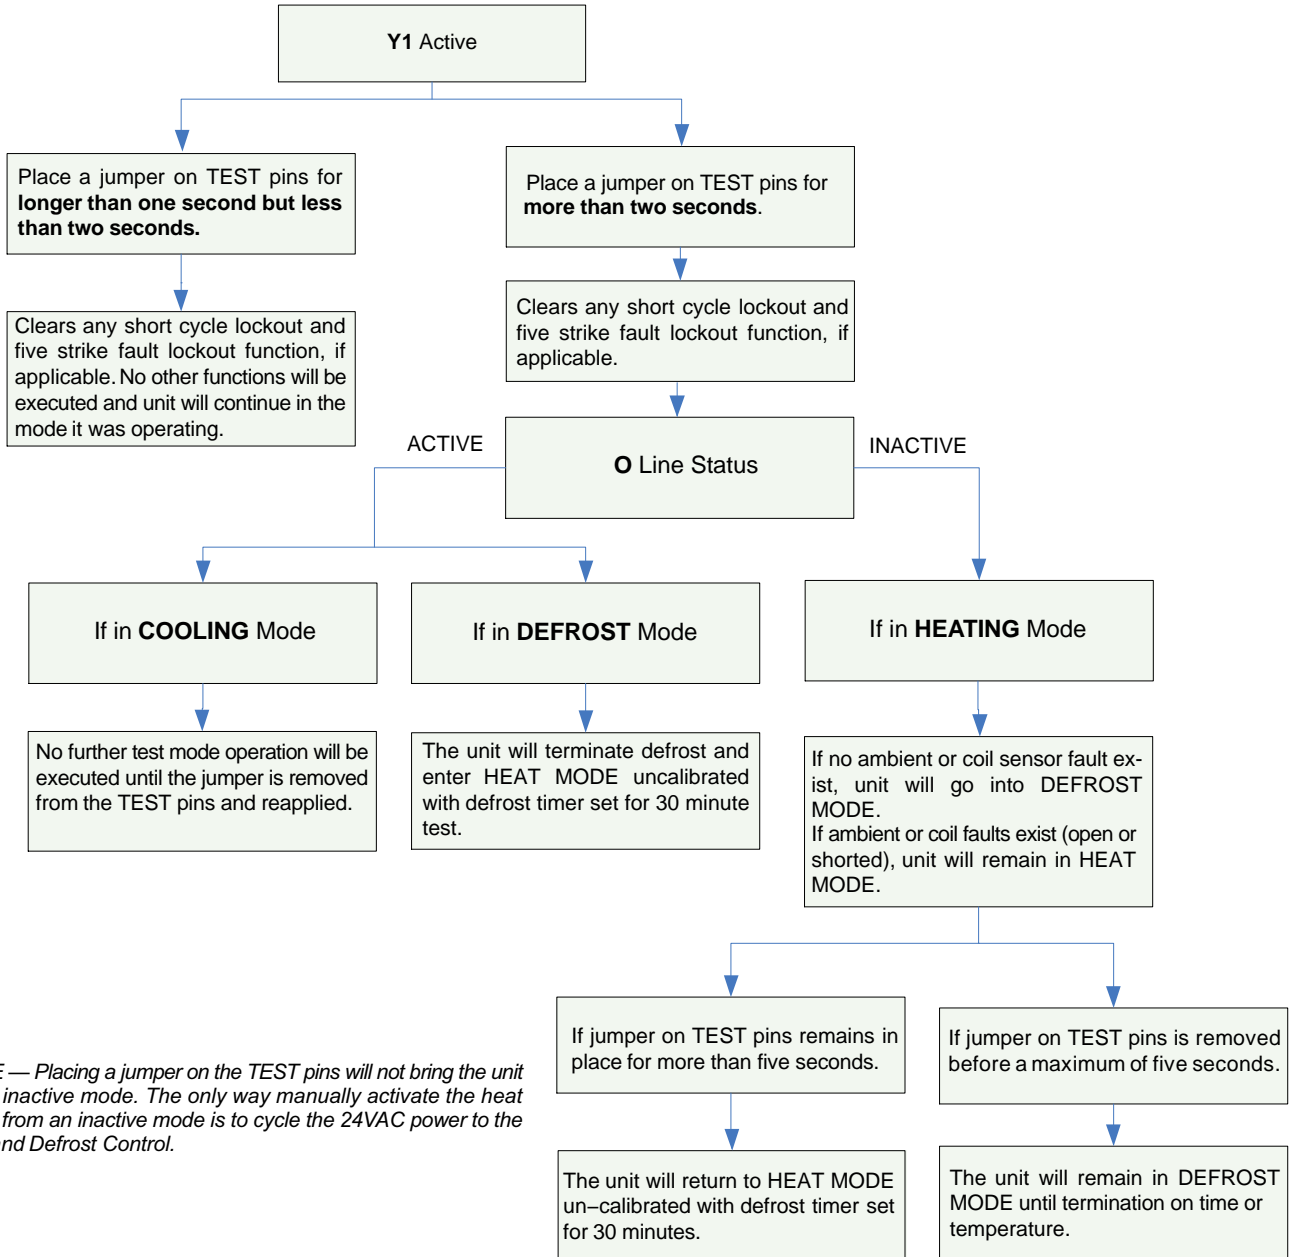 Y1 Active
Place a jumper on TEST pins for
longer than one second but less
than two seconds.
Place a jumper on TEST pins for
more than two seconds.
Clears any short cycle lockout and
five strike fault lockout function, if
applicable. No other functions will be
executed and unit will continue in the
mode it was operating.
Clears any short cycle lockout and
five strike fault lockout function, if
applicable.
ACTIVE
O Line Status
INACTIVE
If in COOLING Mode
If in DEFROST Mode
If in HEATING Mode
No further test mode operation will be
executed until the jumper is removed
from the TEST pins and reapplied.
The unit will terminate defrost and
enter HEAT MODE uncalibrated
with defrost timer set for 30 minute
test.
If no ambient or coil sensor fault ex-
ist, unit will go into DEFROST
MODE.
If ambient or coil faults exist (open or
shorted), unit will remain in HEAT
MODE.
If jumper on TEST pins remains in
place for more than five seconds.
If jumper on TEST pins is removed
before a maximum of five seconds.
E — Placing a jumper on the TEST pins will not bring the unit
inactive mode. The only way manually activate the heat
from an inactive mode is to cycle the 24VAC power to the
nd Defrost Control.
The unit will return to HEAT MODE
un–calibrated with defrost timer set
for 30 minutes.
The unit will remain in DEFROST
MODE until termination on time or
temperature.